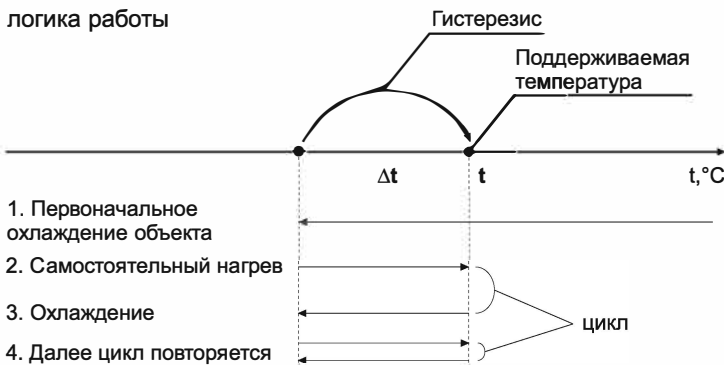 логика работы
Гистерезис
Поддерживаемая
температура
Δt
t
t,°C
1. Первоначальное
охлаждение объекта
2. Самостоятельный нагрев
3. Охлаждение
цикл
4. Далее цикл повторяется